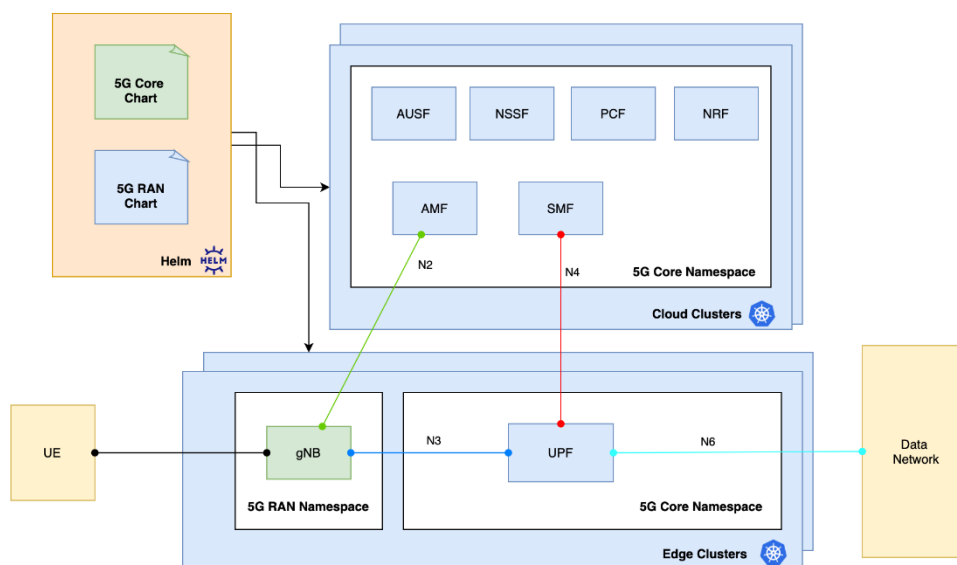 5G Core
Chart
5G RAN
Chart
Helm
HELM
AUSF
NSSF
PCF
NRF
AMF
SMF
N2
N4
5G Core Namespace
Cloud Clusters
UE
gNB
N3
UPF
N6
Data
Network
5G RAN Namespace
5G Core Namespace
Edge Clusters